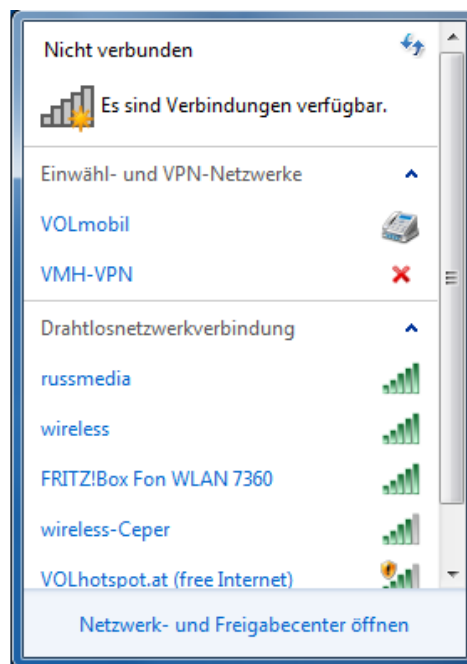 Nicht verbunden
Es sind Verbindungen verfügbar.
Einwähl- und VPN-Netzwerke
VOLmobil
VMH-VPN
Drahtlosnetzwerkverbindung
russmedia
wireless
FRITZ!Box Fon WLAN 7360
wireless-Ceper
VOLhotspot.at (free Internet)
Netzwerk- und Freigabecenter öffnen